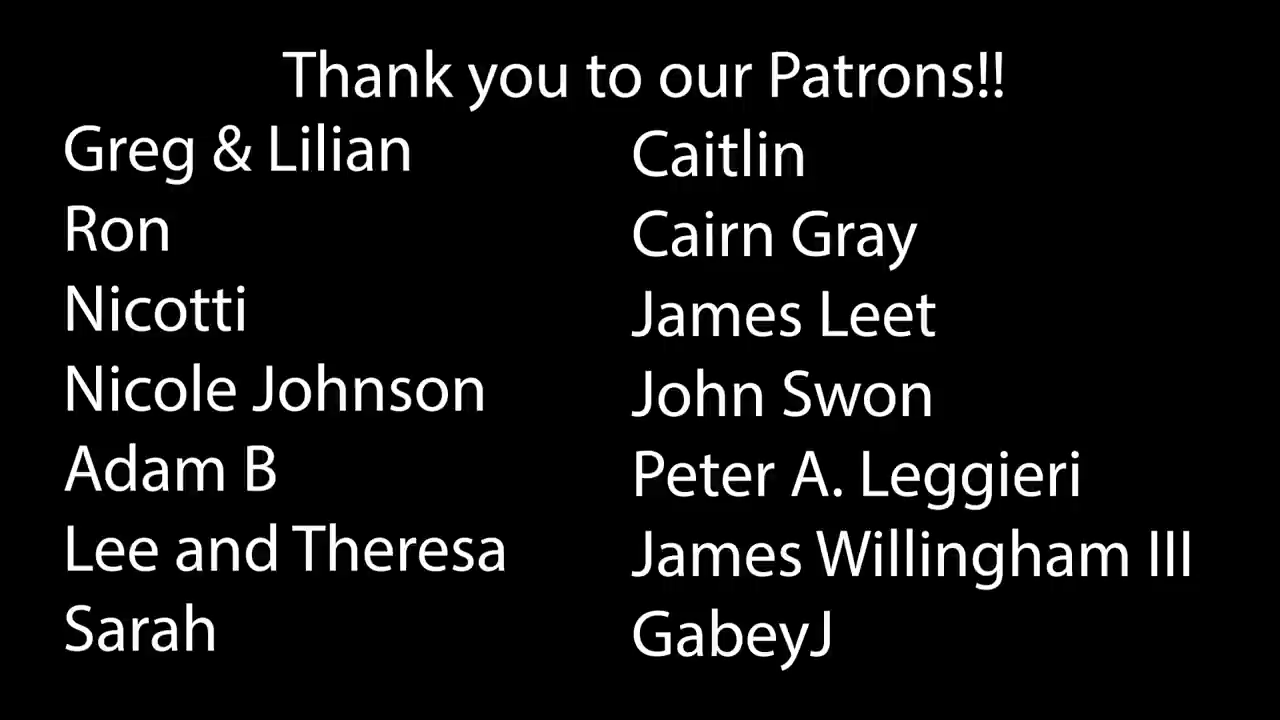 Thank you to our Patrons!!
Greg & Lilian
Ron
Nicotti
Nicole Johnson
Adam B
Lee and Theresa
Sarah
Caitlin
Cairn Gray
James Leet
John Swon
Peter A. Leggieri
James Willingham III
GabeyJ